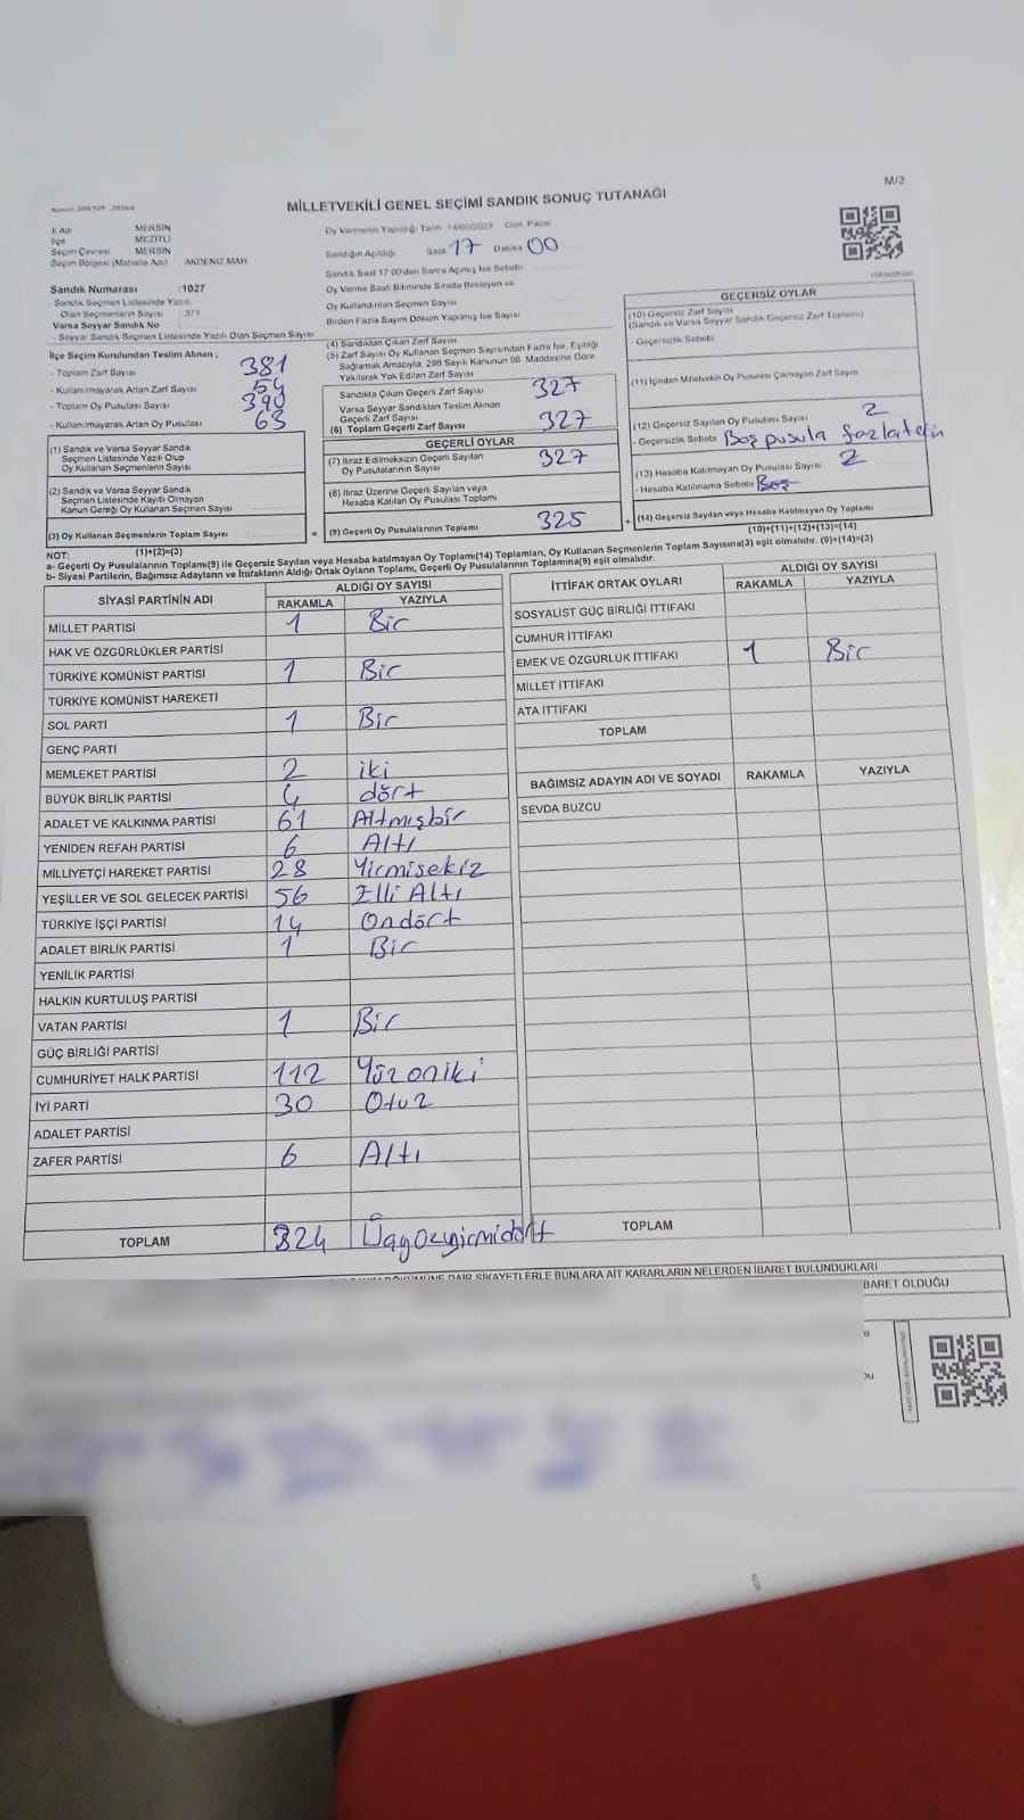 M/2
MİLLETVEKİLİ GENEL SEÇİMİ SANDIK SONUÇ TUTANAĞI
İl Adı MERSİN
İlçe MEZİTLİ
Seçim Çevresi MERSİN
Seçim Bölgesi (Mahalle Adı) AKDENİZ MAH.
Sandık Numarası :1027
Sandık Seçmen Listesinde Yazılı
Olan Seçmenlerin Sayısı : 373
Varsa Seyyar Sandık No
- Seyyar Sandık Seçmen Listesinde Yazılı Olan Seçmen Sayısı
Oy Vermenin Yapıldığı Tarih 14/05/2023 Gün Pazar
Sandığın Açıldığı Saat 17 Dakika 00
Sandık Saat 17:00'den Sonra Açılmış İse Sebebi
Oy Verme Saati Bitiminde Sırada Bekleyen ve
Oy Kullandırılan Seçmen Sayısı
Birden Fazla Sayım Döküm Yapılmış İse Sayısı
İlçe Seçim Kurulundan Teslim Alınan ;
- Toplam Zarf Sayısı 381
- Kullanılmayarak Artan Zarf Sayısı 54
- Toplam Oy Pusulası Sayısı 390
- Kullanılmayarak Artan Oy Pusulası 63
(1) Sandık ve Varsa Seyyar Sandık
Seçmen Listesinde Yazılı Olup
Oy Kullanan Seçmenlerin Sayısı
(2) Sandık ve Varsa Seyyar Sandık
Seçmen Listesinde Kayıtlı Olmayan
Kanun Gereği Oy Kullanan Seçmen Sayısı
(3) Oy Kullanan Seçmenlerin Toplam Sayısı
(1)+(2)=(3)
(4) Sandıktan Çıkan Zarf Sayısı
(5) Zarf Sayısı Oy Kullanan Seçmen Sayısından Fazla İse, Eşitliği
Sağlamak Amacıyla, 298 Sayılı Kanunun 98. Maddesine Göre
Yakılarak Yok Edilen Zarf Sayısı
Sandıkta Çıkan Geçerli Zarf Sayısı 327
Varsa Seyyar Sandıktan Teslim Alınan
Geçerli Zarf Sayısı
(6) Toplam Geçerli Zarf Sayısı 327
GEÇERLİ OYLAR
(7) İtiraz Edilmeksizin Geçerli Sayılan
Oy Pusulalarının Sayısı 327
(8) İtiraz Üzerine Geçerli Sayılan veya
Hesaba Katılan Oy Pusulası Toplamı
= (9) Geçerli Oy Pusulalarının Toplamı 325 +
GEÇERSİZ OYLAR
(10) Geçersiz Zarf Sayısı
(Sandık ve Varsa Seyyar Sandık Geçersiz Zarf Toplamı)
- Geçersizlik Sebebi
(11) İçinden Milletvekili Oy Pusulası Çıkmayan Zarf Sayısı
(12) Geçersiz Sayılan Oy Pusulası Sayısı 2
- Geçersizlik Sebebi Boş pusula
(13) Hesaba Katılmayan Oy Pusulası Sayısı 2
- Hesaba Katılmama Sebebi Boş
(14) Geçersiz Sayılan veya Hesaba Katılmayan Oy Toplamı
(10)+(11)+(12)+(13)=(14)
NOT:
a- Geçerli Oy Pusulalarının Toplamı(9) ile Geçersiz Sayılan veya Hesaba katılmayan Oy Toplamı(14) Toplamları, Oy Kullanan Seçmenlerin Toplam Sayısına(3) eşit olmalıdır. (9)+(14)=(3)
b- Siyasi Partilerin, Bağımsız Adayların ve İttifakların Aldığı Ortak Oyların Toplamı, Geçerli Oy Pusulalarının Toplamına(9) eşit olmalıdır.
SİYASİ PARTİNİN ADI ALDIĞI OY SAYISI
RAKAMLA YAZIYLA
MİLLET PARTİSİ 1 Bir
HAK VE ÖZGÜRLÜKLER PARTİSİ
TÜRKİYE KOMÜNİST PARTİSİ 1 Bir
TÜRKİYE KOMÜNİST HAREKETİ
SOL PARTİ 1 Bir
GENÇ PARTİ
MEMLEKET PARTİSİ 2 iki
BÜYÜK BİRLİK PARTİSİ 4 dört
ADALET VE KALKINMA PARTİSİ 61 Altmışbir
YENİDEN REFAH PARTİSİ 6 Altı
MİLLİYETÇİ HAREKET PARTİSİ 28 Yirmisekiz
YEŞİLLER VE SOL GELECEK PARTİSİ 56 Elli Altı
TÜRKİYE İŞÇİ PARTİSİ 14 Ondört
ADALET BİRLİK PARTİSİ 1 Bir
YENİLİK PARTİSİ
HALKIN KURTULUŞ PARTİSİ
VATAN PARTİSİ 1 Bir
GÜÇ BİRLİĞİ PARTİSİ
CUMHURİYET HALK PARTİSİ 112 Yüzoniki
İYİ PARTİ 30 Otuz
ADALET PARTİSİ
ZAFER PARTİSİ 6 Altı
TOPLAM 324
İTTİFAK ORTAK OYLARI ALDIĞI OY SAYISI
RAKAMLA YAZIYLA
SOSYALİST GÜÇ BİRLİĞİ İTTİFAKI
CUMHUR İTTİFAKI
EMEK VE ÖZGÜRLÜK İTTİFAKI 1 Bir
MİLLET İTTİFAKI
ATA İTTİFAKI
TOPLAM
BAĞIMSIZ ADAYIN ADI VE SOYADI RAKAMLA YAZIYLA
SEVDA BUZCU
TOPLAM
DÖKÜMÜNE DAİR ŞİKAYETLERLE BUNLARA AİT KARARLARIN NELERDEN İBARET BULUNDUKLARI
BARET OLDUĞU